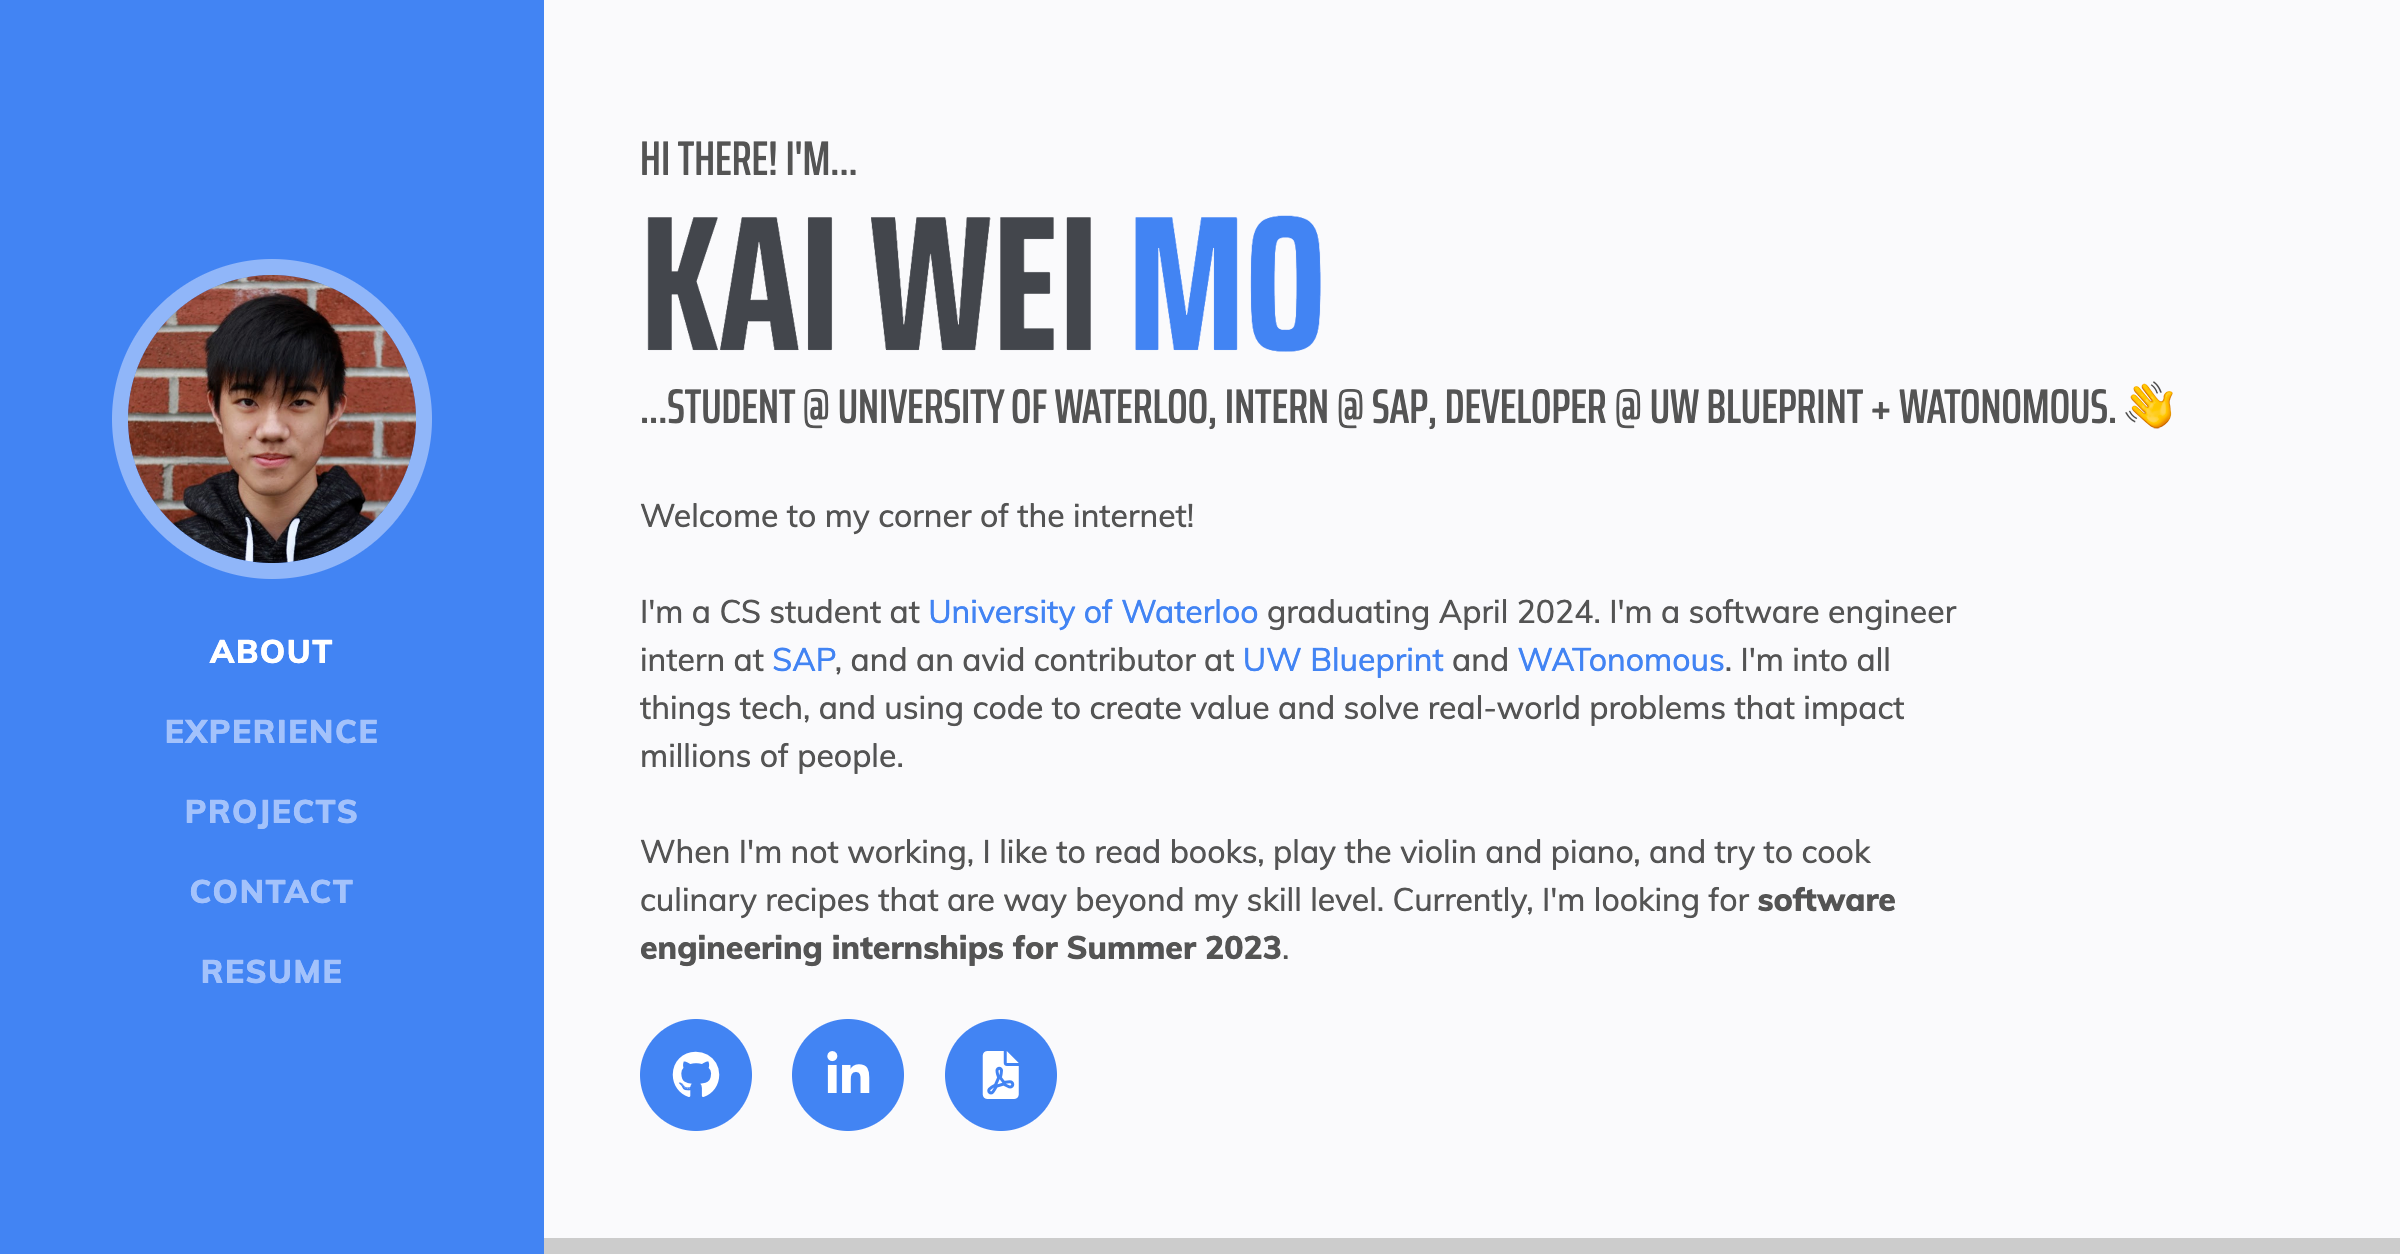 HI THERE! I'M...
KAI WEI MO
...STUDENT @ UNIVERSITY OF WATERLOO, INTERN @ SAP, DEVELOPER @ UW BLUEPRINT + WATONOMOUS. 👋
Welcome to my corner of the internet!
I'm a CS student at University of Waterloo graduating April 2024. I'm a software engineer
intern at SAP, and an avid contributor at UW Blueprint and WATonomous. I'm into all
things tech, and using code to create value and solve real-world problems that impact
millions of people.
When I'm not working, I like to read books, play the violin and piano, and try to cook
culinary recipes that are way beyond my skill level. Currently, I'm looking for software
engineering internships for Summer 2023.
in
ABOUT
EXPERIENCE
PROJECTS
CONTACT
RESUME